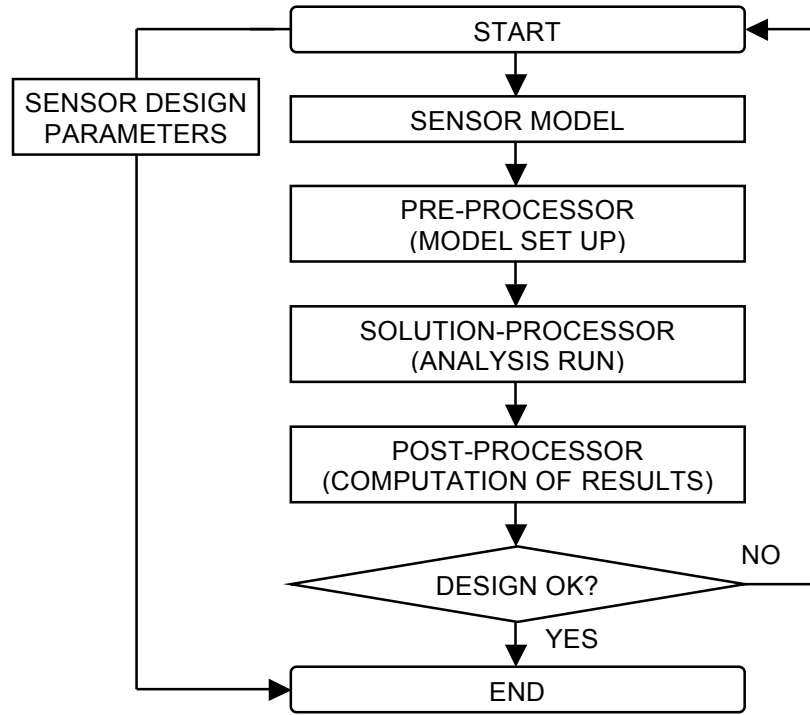 START
SENSOR DESIGN
PARAMETERS
SENSOR MODEL
PRE-PROCESSOR
(MODEL SET UP)
SOLUTION-PROCESSOR
(ANALYSIS RUN)
POST-PROCESSOR
(COMPUTATION OF RESULTS)
NO
DESIGN OK?
YES
END